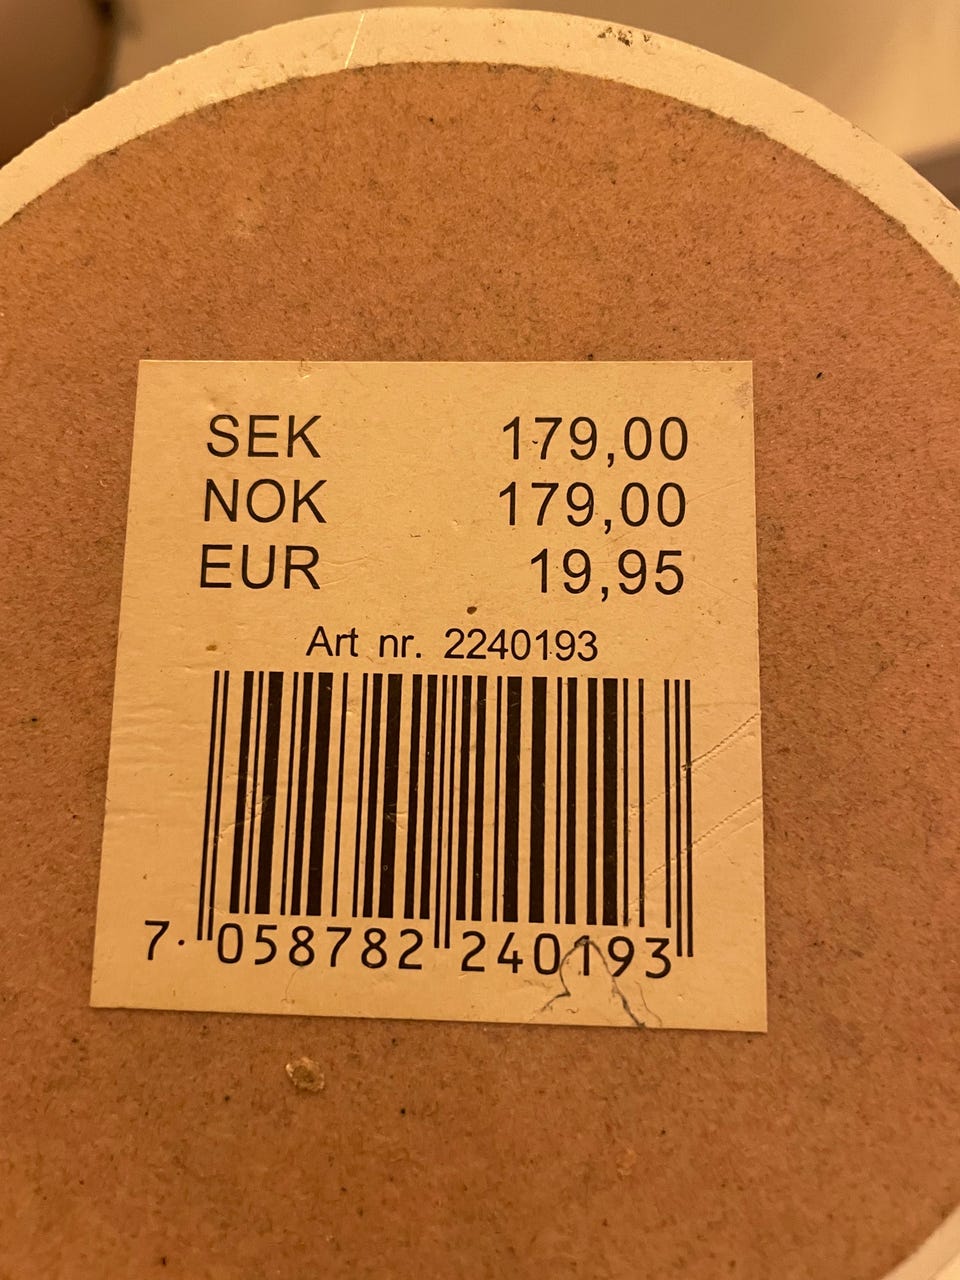 SEK 179,00
NOK 179,00
EUR 19,95
Art nr. 2240193
7 058782 240193